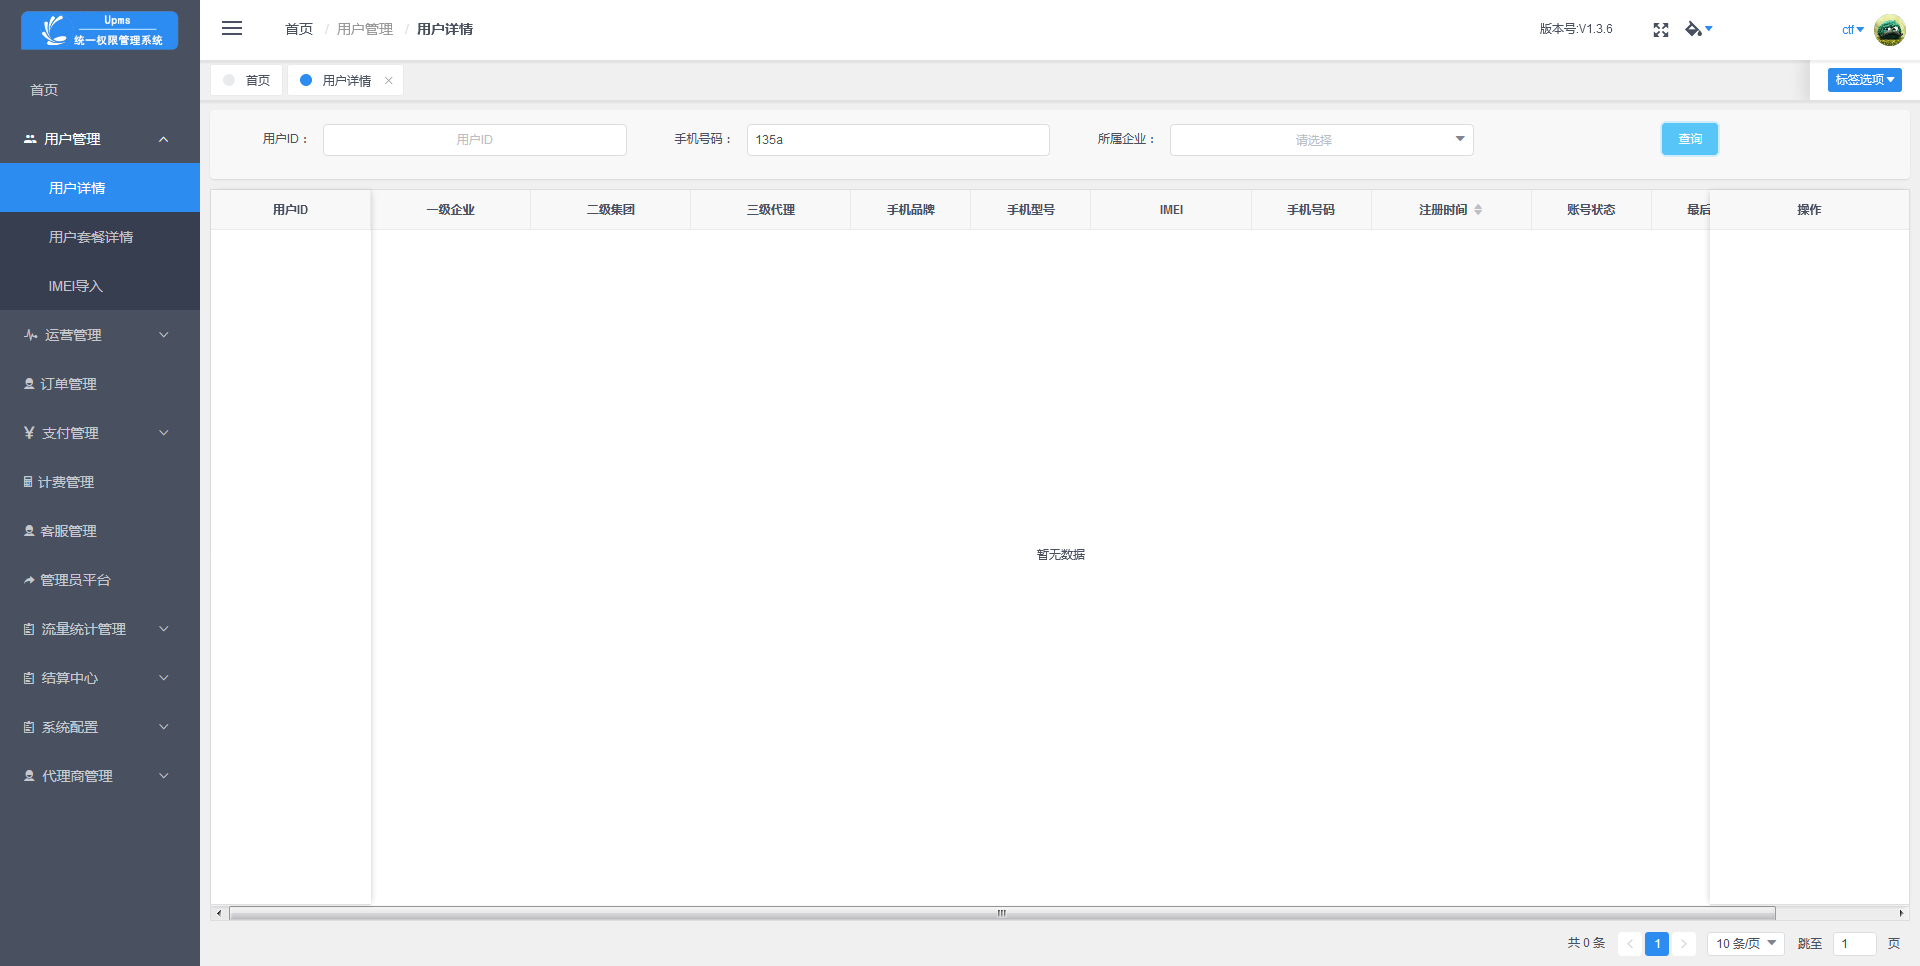 Upms
统一权限管理系统
首页 / 用户管理 / 用户详情
版本号:V1.3.6
ctf
首页
用户管理
用户详情
用户套餐详情
IMEI导入
运营管理
订单管理
支付管理
计费管理
客服管理
管理员平台
流量统计管理
结算中心
系统配置
代理商管理
首页
用户详情
标签选项
用户ID： 用户ID
手机号码： 135a
所属企业： 请选择
查询
用户ID 一级企业 二级集团 三级代理 手机品牌 手机型号 IMEI 手机号码 注册时间 账号状态 最后 操作
暂无数据
共 0 条 1 10 条/页 跳至 1 页